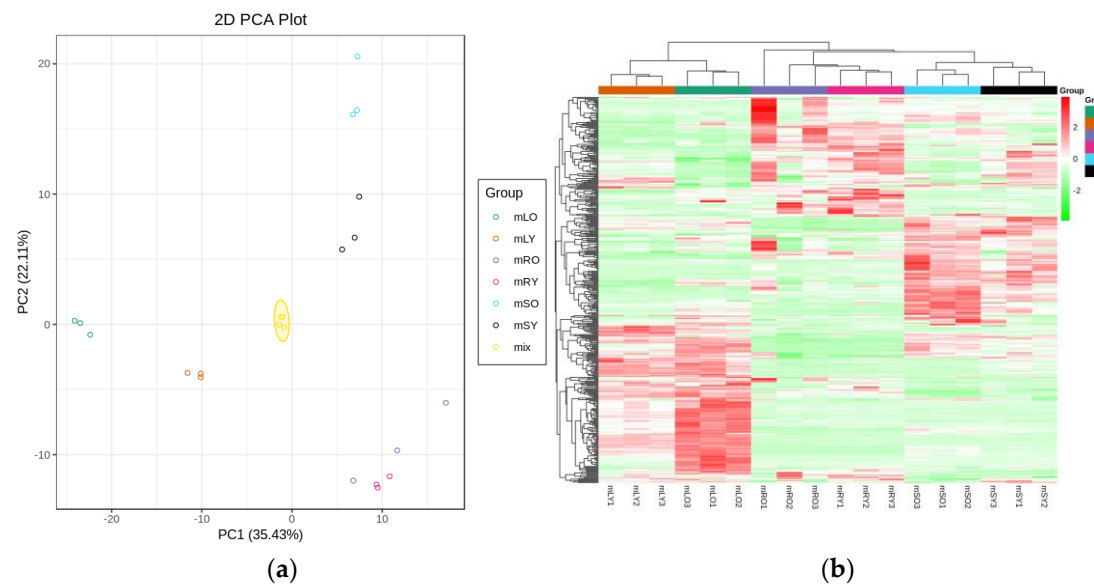 2D PCA Plot
20
10
0
-10
-20
-10
0
10
PC2 (22.11%)
PC1 (35.43%)
Group
mLO
mLY
mRO
mRY
mSO
mSY
mix
(a)
Group
2
0
-2
Gr
mLY1
mLY2
mLY3
mLO3
mLO1
mLO2
mRO1
mRO2
mRO3
mRY1
mRY2
mRY3
mSO3
mSO1
mSO2
mSY3
mSY1
mSY2
(b)